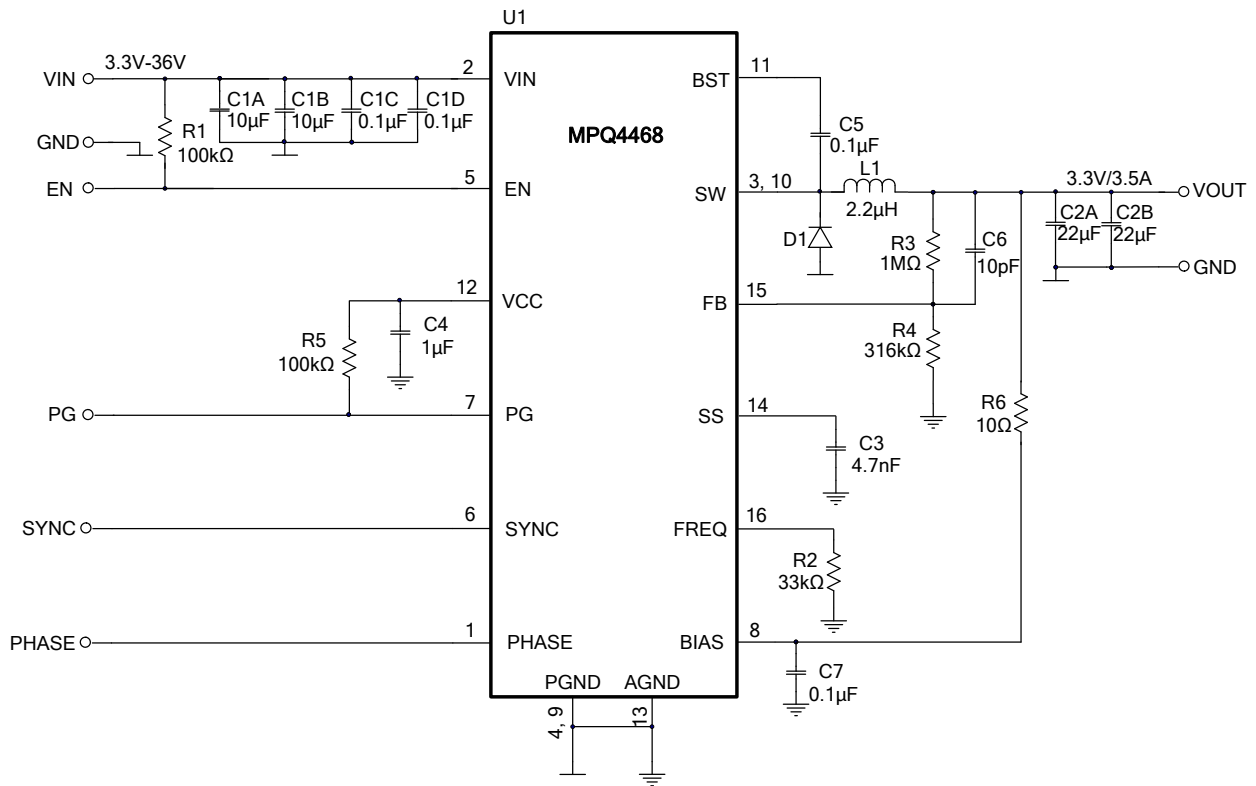 U1
MPQ4468
3.3V-36V
VIN
GND
EN
R1
100kΩ
C1A
10µF
C1B
10µF
C1C
0.1µF
C1D
0.1µF
2
VIN
5
EN
12
VCC
C4
1µF
R5
100kΩ
PG
7
PG
SYNC
6
SYNC
PHASE
1
PHASE
PGND
4, 9
AGND
13
BST
11
C5
0.1µF
SW
3, 10
L1
2.2µH
D1
R3
1MΩ
C6
10pF
3.3V/3.5A
C2A
22µF
C2B
22µF
VOUT
GND
FB
15
R4
316kΩ
R6
10Ω
SS
14
C3
4.7nF
FREQ
16
R2
33kΩ
BIAS
8
C7
0.1µF